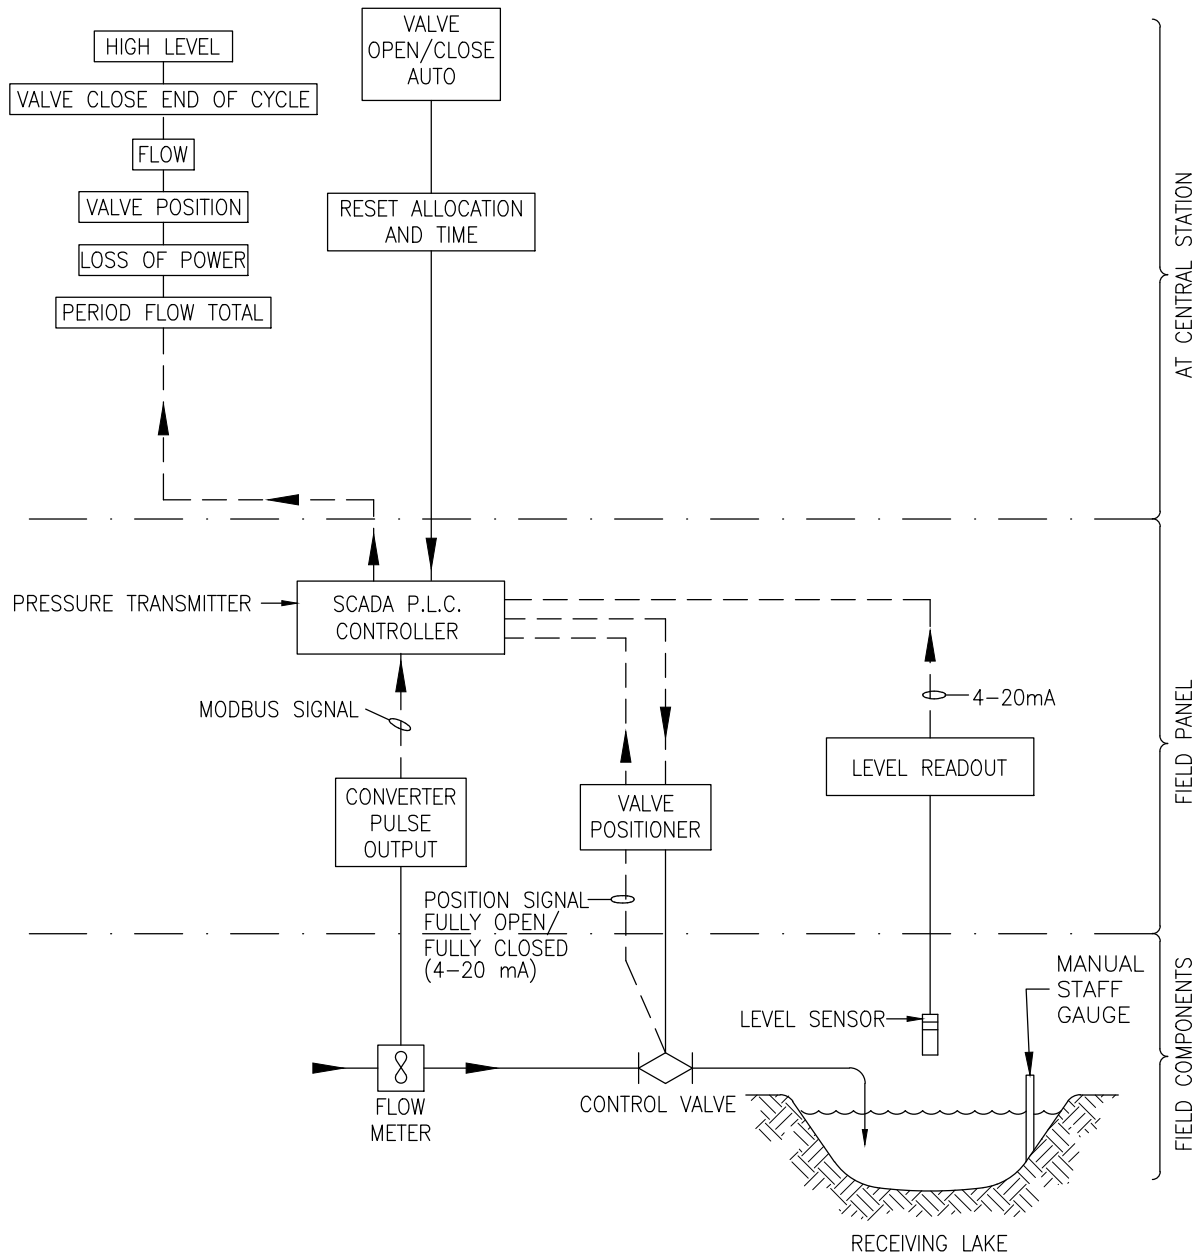 VALVE
OPEN/CLOSE
AUTO
HIGH LEVEL
VALVE CLOSE END OF CYCLE
FLOW
VALVE POSITION
LOSS OF POWER
PERIOD FLOW TOTAL
RESET ALLOCATION
AND TIME
AT CENTRAL STATION
PRESSURE TRANSMITTER
SCADA P.L.C.
CONTROLLER
MODBUS SIGNAL
4-20mA
CONVERTER
PULSE
OUTPUT
VALVE
POSITIONER
LEVEL READOUT
FIELD PANEL
POSITION SIGNAL
FULLY OPEN/
FULLY CLOSED
(4-20 mA)
MANUAL
STAFF
GAUGE
LEVEL SENSOR
FLOW
METER
CONTROL VALVE
RECEIVING LAKE
FIELD COMPONENTS